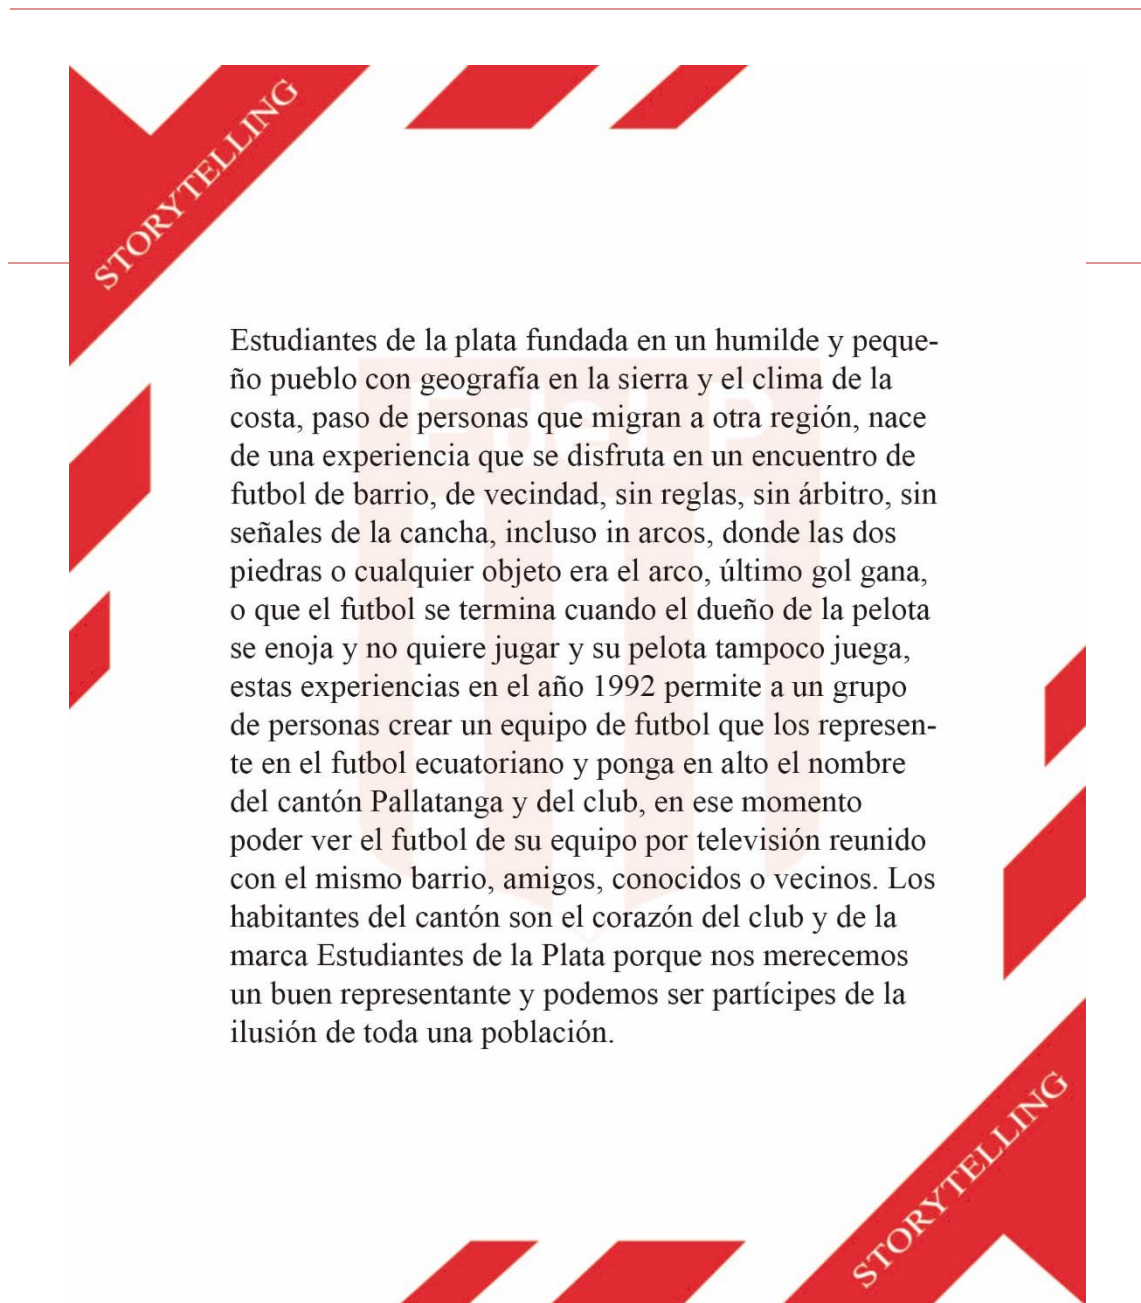 STORYTELLING
Estudiantes de la plata fundada en un humilde y peque-
ño pueblo con geografía en la sierra y el clima de la
costa, paso de personas que migran a otra región, nace
de una experiencia que se disfruta en un encuentro de
futbol de barrio, de vecindad, sin reglas, sin árbitro, sin
señales de la cancha, incluso in arcos, donde las dos
piedras o cualquier objeto era el arco, último gol gana,
o que el futbol se termina cuando el dueño de la pelota
se enoja y no quiere jugar y su pelota tampoco juega,
estas experiencias en el año 1992 permite a un grupo
de personas crear un equipo de futbol que los represen-
te en el futbol ecuatoriano y ponga en alto el nombre
del cantón Pallatanga y del club, en ese momento
poder ver el futbol de su equipo por televisión reunido
con el mismo barrio, amigos, conocidos o vecinos. Los
habitantes del cantón son el corazón del club y de la
marca Estudiantes de la Plata porque nos merecemos
un buen representante y podemos ser partícipes de la
ilusión de toda una población.
STORYTELLING